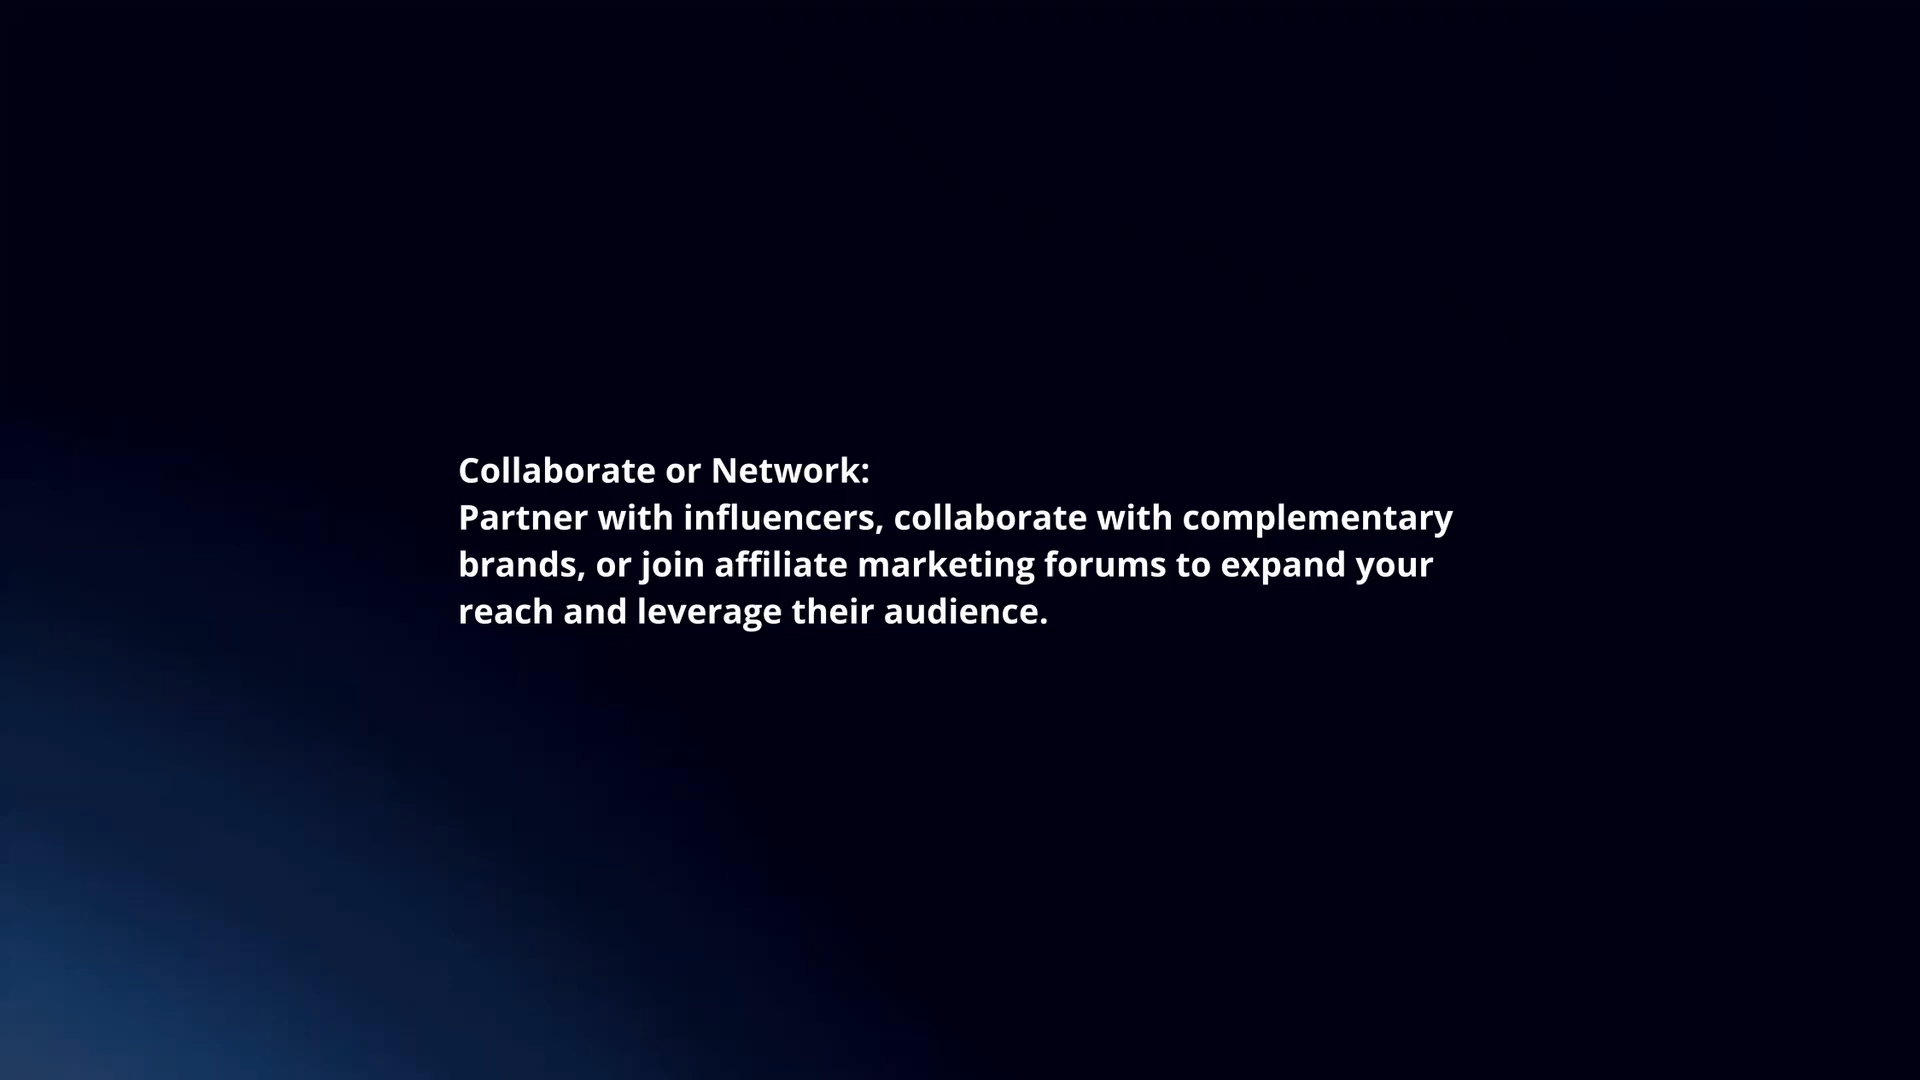 Collaborate or Network:
Partner with influencers, collaborate with complementary
brands, or join affiliate marketing forums to expand your
reach and leverage their audience.